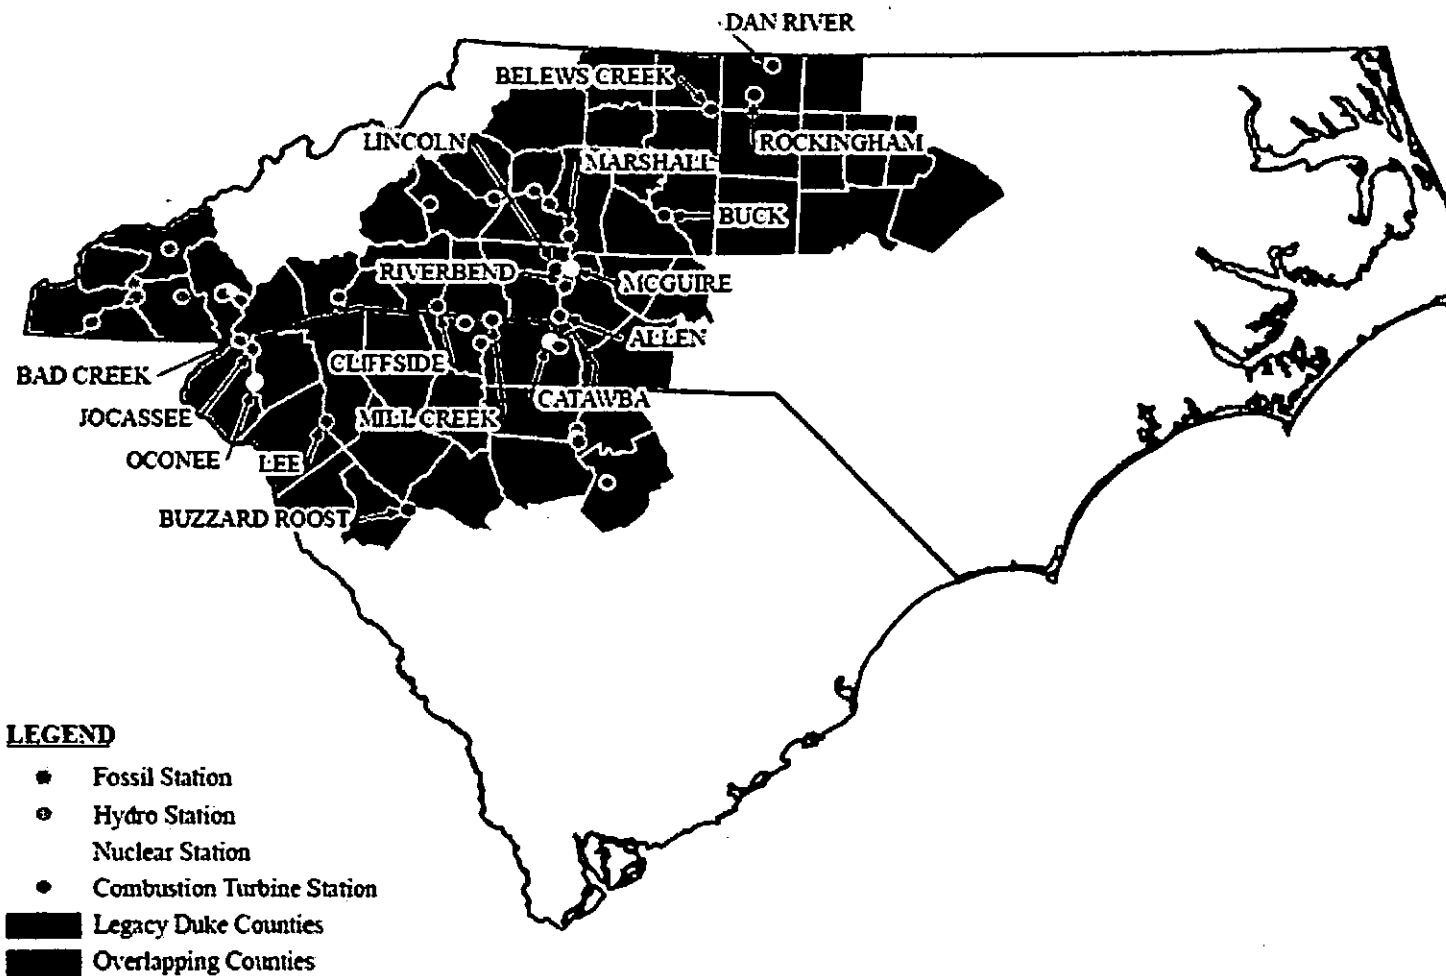 DAN RIVER
BELEWS CREEK
LINCOLN
ROCKINGHAM
MARSHALL
BUCK
RIVERBEND
MCGUIRE
ALLEN
CLIFFSIDE
BAD CREEK
CATAWBA
JOCASSEE
MILL CREEK
OCONEE
LEE
BUZZARD ROOST
LEGEND
Fossil Station
Hydro Station
Nuclear Station
Combustion Turbine Station
Legacy Duke Counties
Overlapping Counties